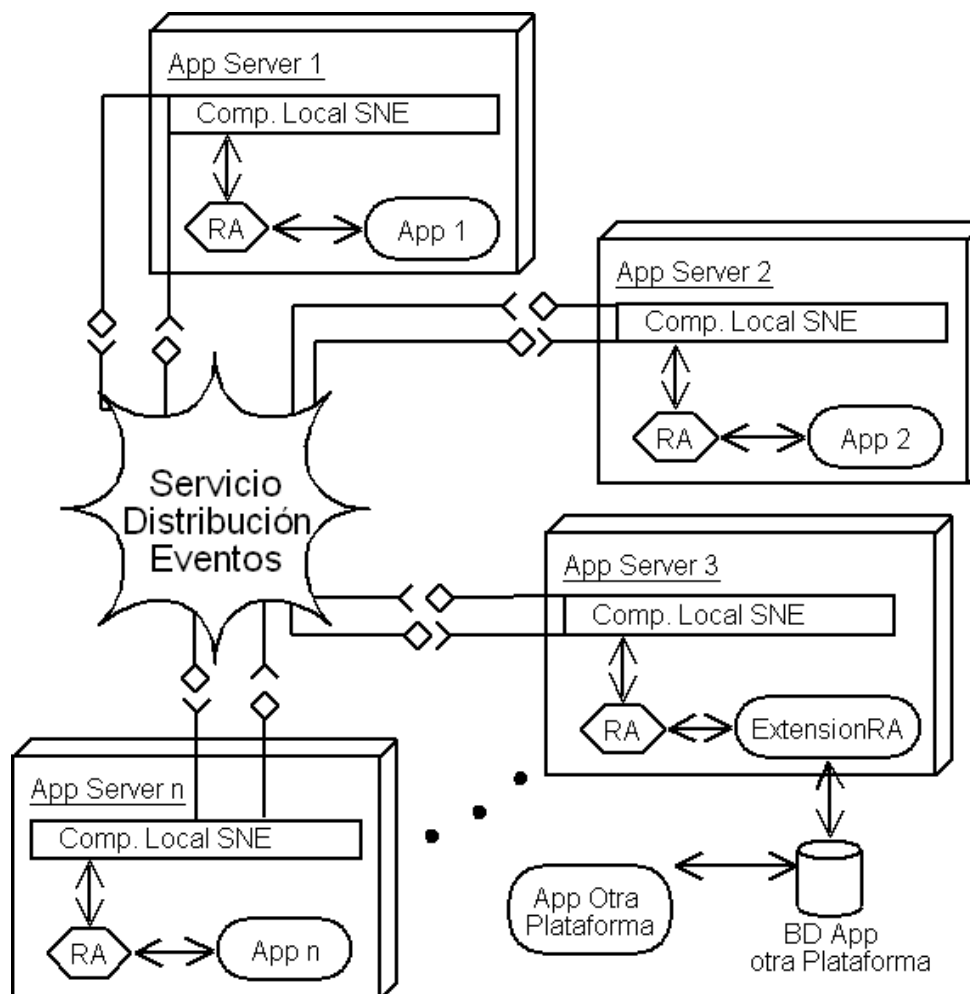 App Server 1
Comp. Local SNE
RA
App 1
App Server 2
Comp. Local SNE
RA
App 2
Servicio
Distribución
Eventos
App Server 3
Comp. Local SNE
RA
ExtensionRA
App Server n
Comp. Local SNE
RA
App n
App Otra
Plataforma
BD App
otra Plataforma